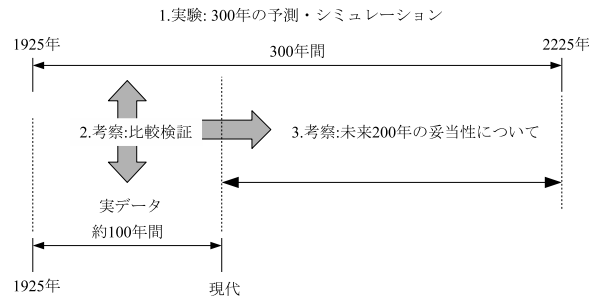 1.実験: 300年の予測・シミュレーション
1925年
2225年
300年間
2.考察:比較検証
3.考察:未来200年の妥当性について
実データ
約100年間
1925年
現代